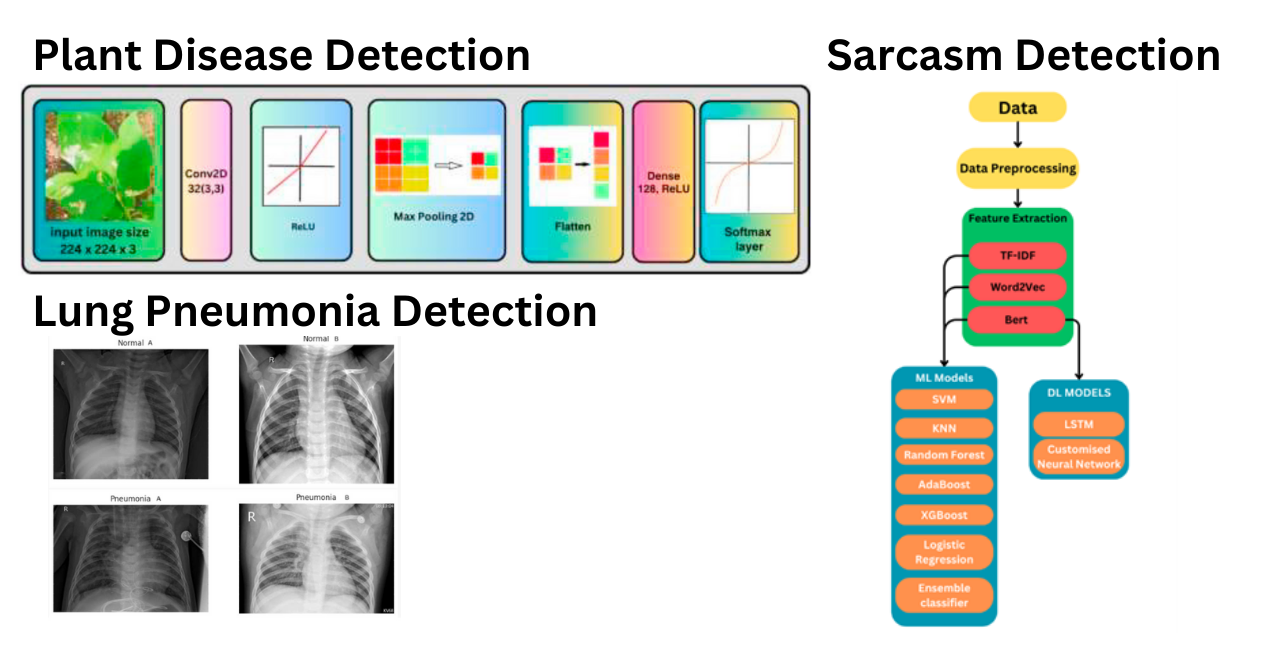 Plant Disease Detection
input image size
224 x 224 x 3
Conv2D
32(3,3)
ReLU
Max Pooling 2D
Flatten
Dense
128, ReLU
Softmax
layer
Lung Pneumonia Detection
Normal A
Normal B
Pneumonia A
R
Pneumonia B
R
Sarcasm Detection
Data
Data Preprocessing
Feature Extraction
TF-IDF
Word2Vec
Bert
ML Models
SVM
KNN
Random Forest
AdaBoost
XGBoost
Logistic
Regression
Ensemble
classifier
DL MODELS
LSTM
Customised
Neural Network